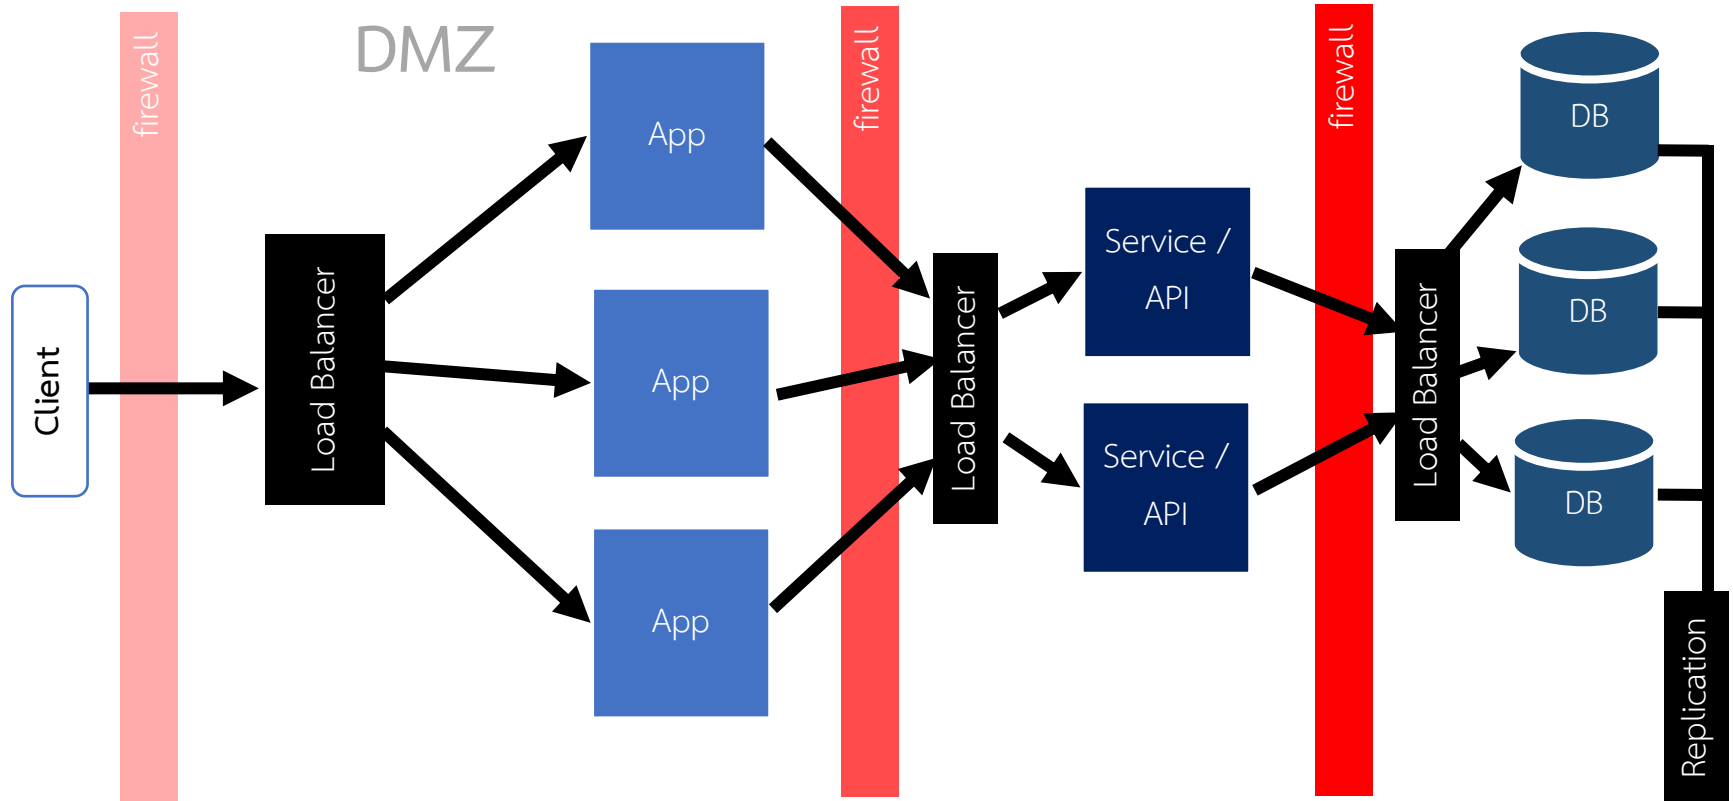 Client
firewall
DMZ
Load Balancer
App
App
App
firewall
Load Balancer
Service /
API
Service /
API
firewall
Load Balancer
DB
DB
DB
Replication